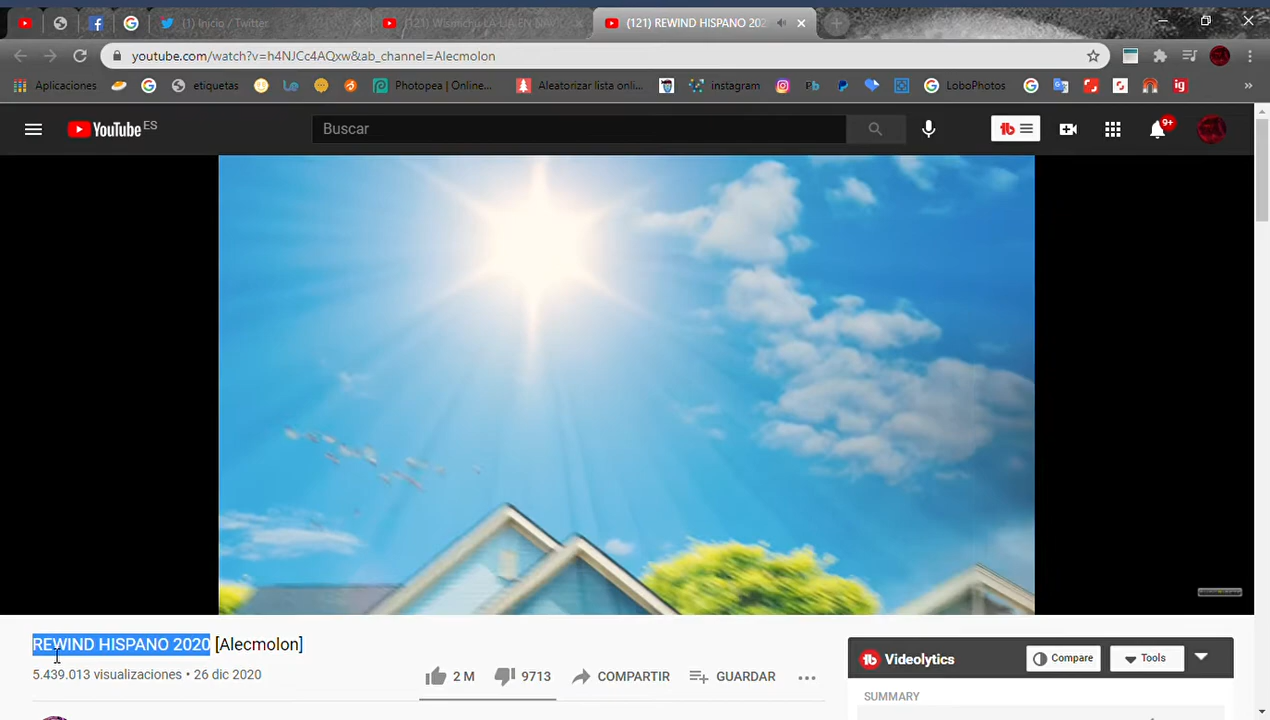 (1) Inicio / Twitter
(121) REWIND HISPANO 202
youtube.com/watch?v=h4NJCc4AQxw&ab_channel=Alecmolon
Aplicaciones
etiquetas
Photopea | Online...
Aleatorizar lista onli...
instagram
LoboPhotos
YouTube ES
Buscar
9+
REWIND HISPANO 2020 [Alecmolon]
5.439.013 visualizaciones • 26 dic 2020
2 M
9713
COMPARTIR
GUARDAR
Videolytics
Compare
Tools
SUMMARY